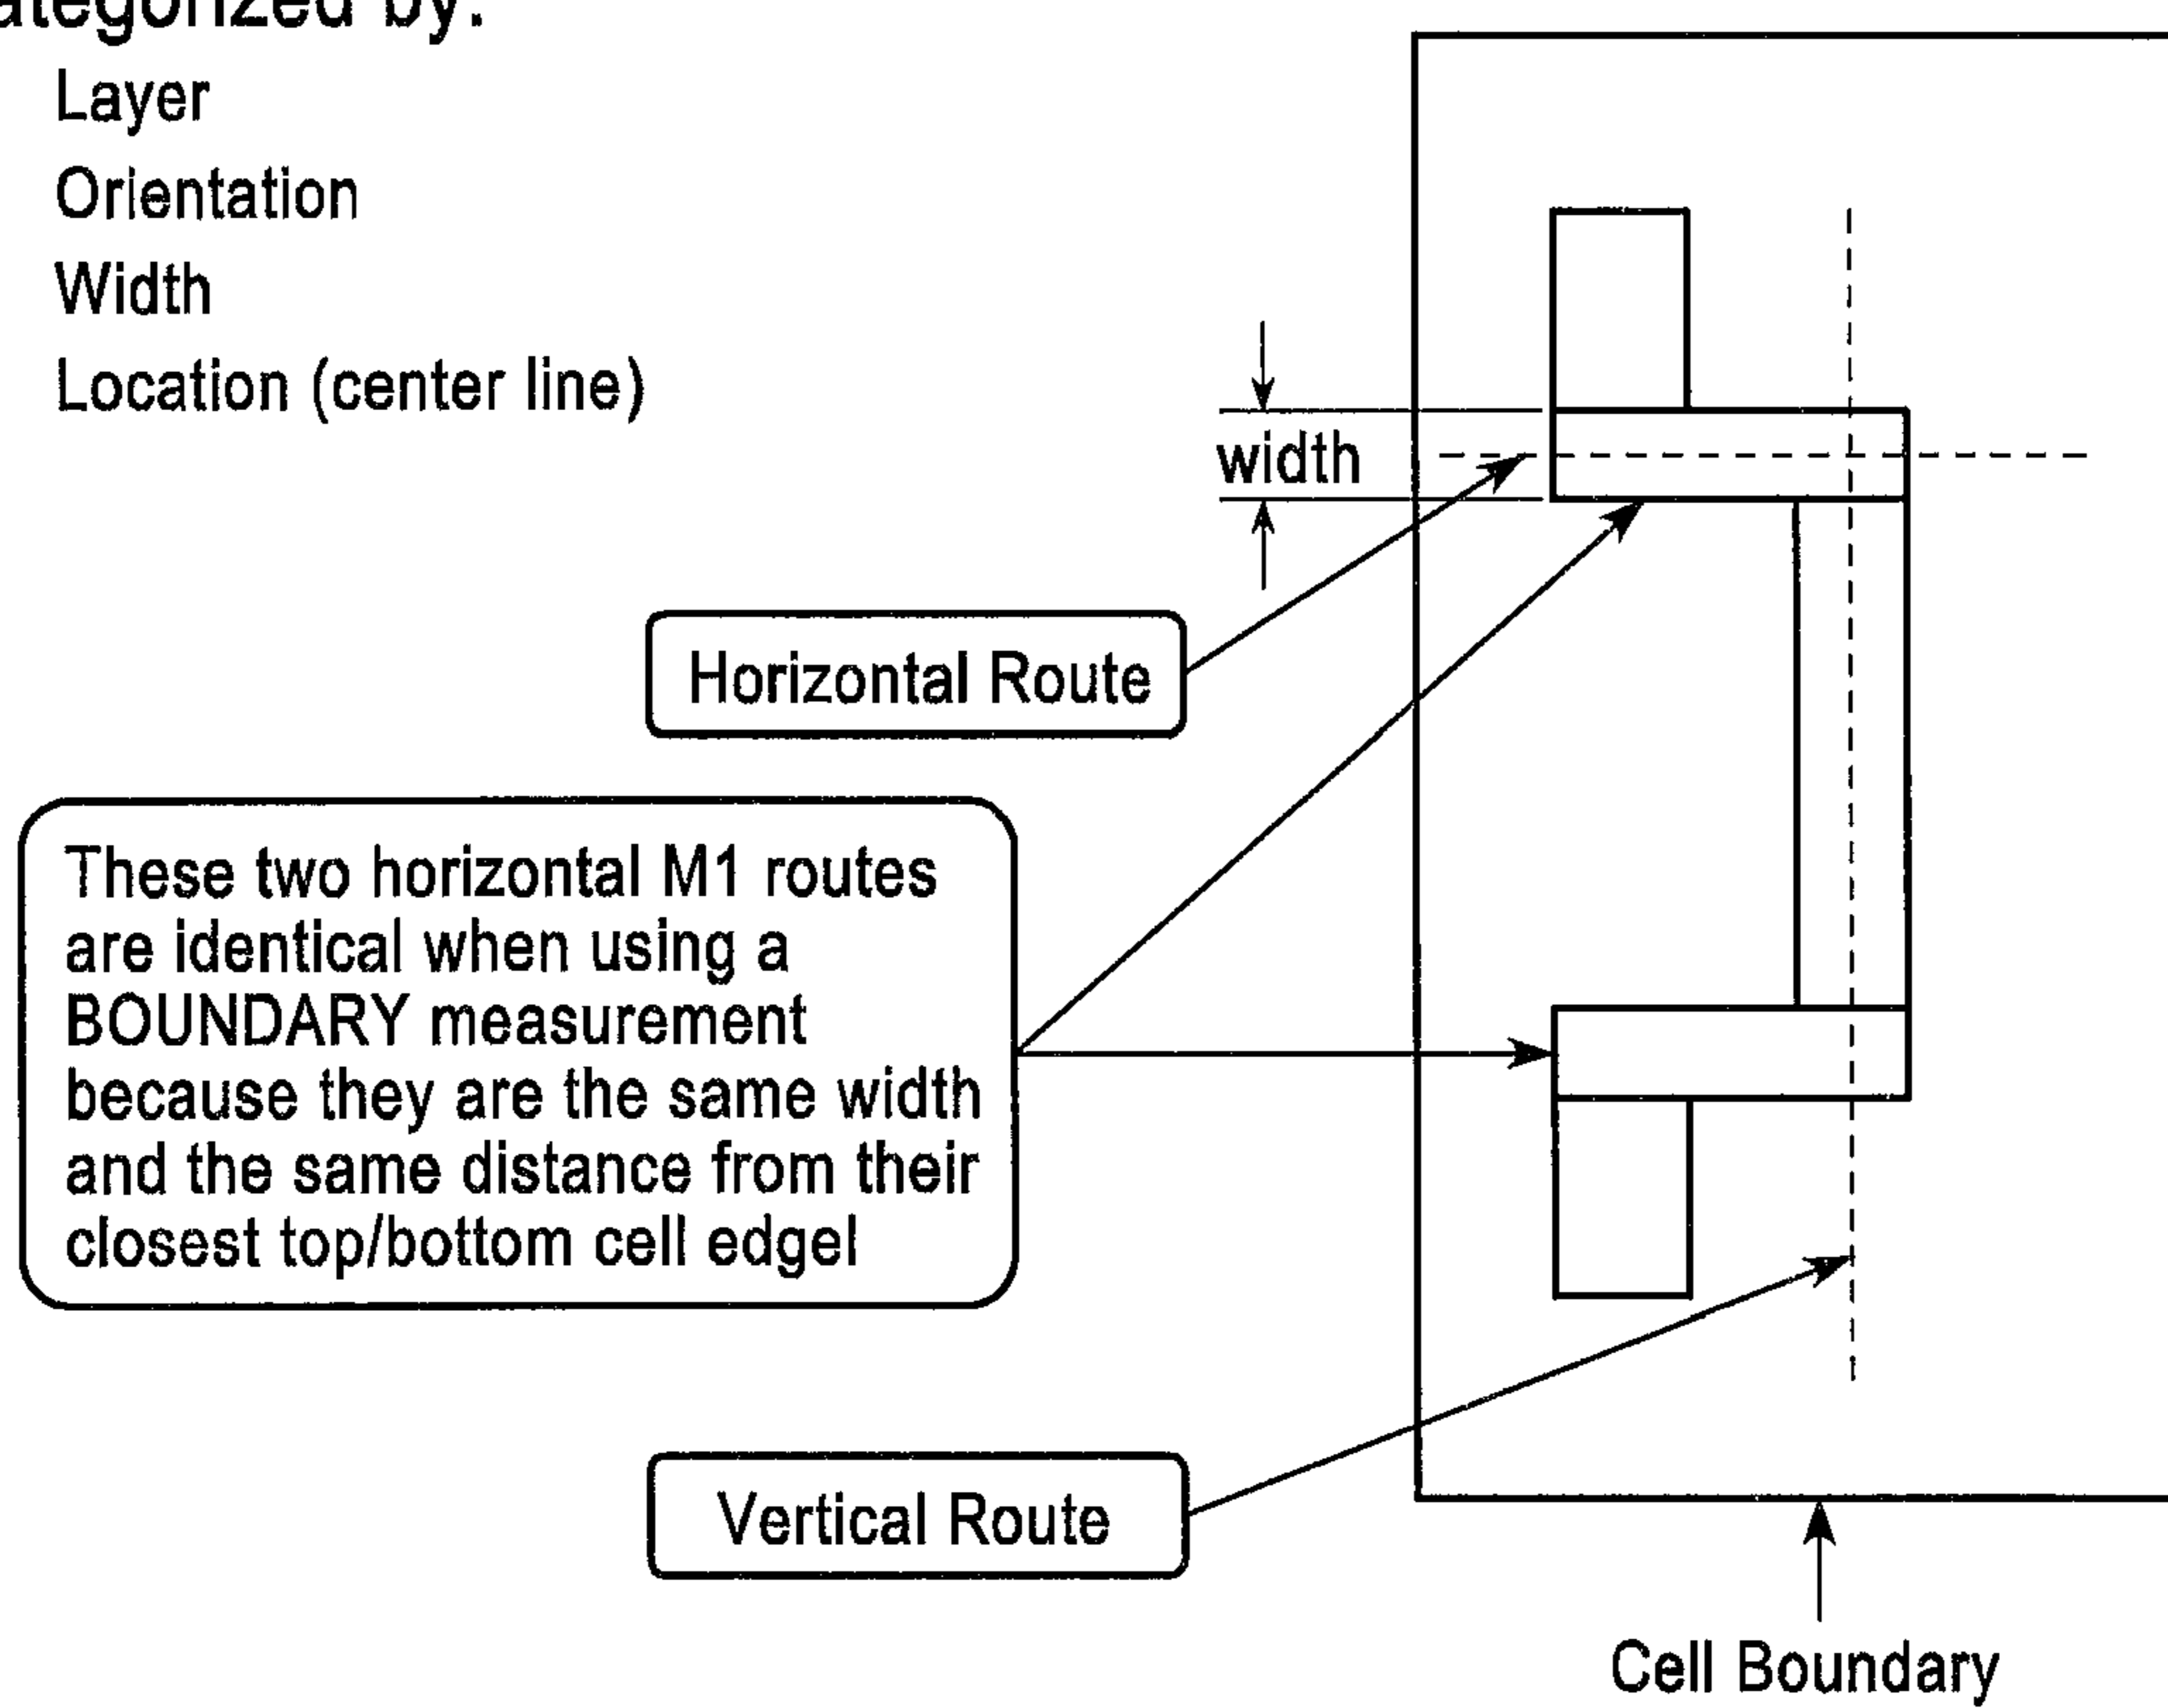 ategorized by:
Layer
Orientation
Width
Location (center line)
width
Horizontal Route
These two horizontal M1 routes
are identical when using a
BOUNDARY measurement
because they are the same width
and the same distance from their
closest top/bottom cell edgel
Vertical Route
Cell Boundary